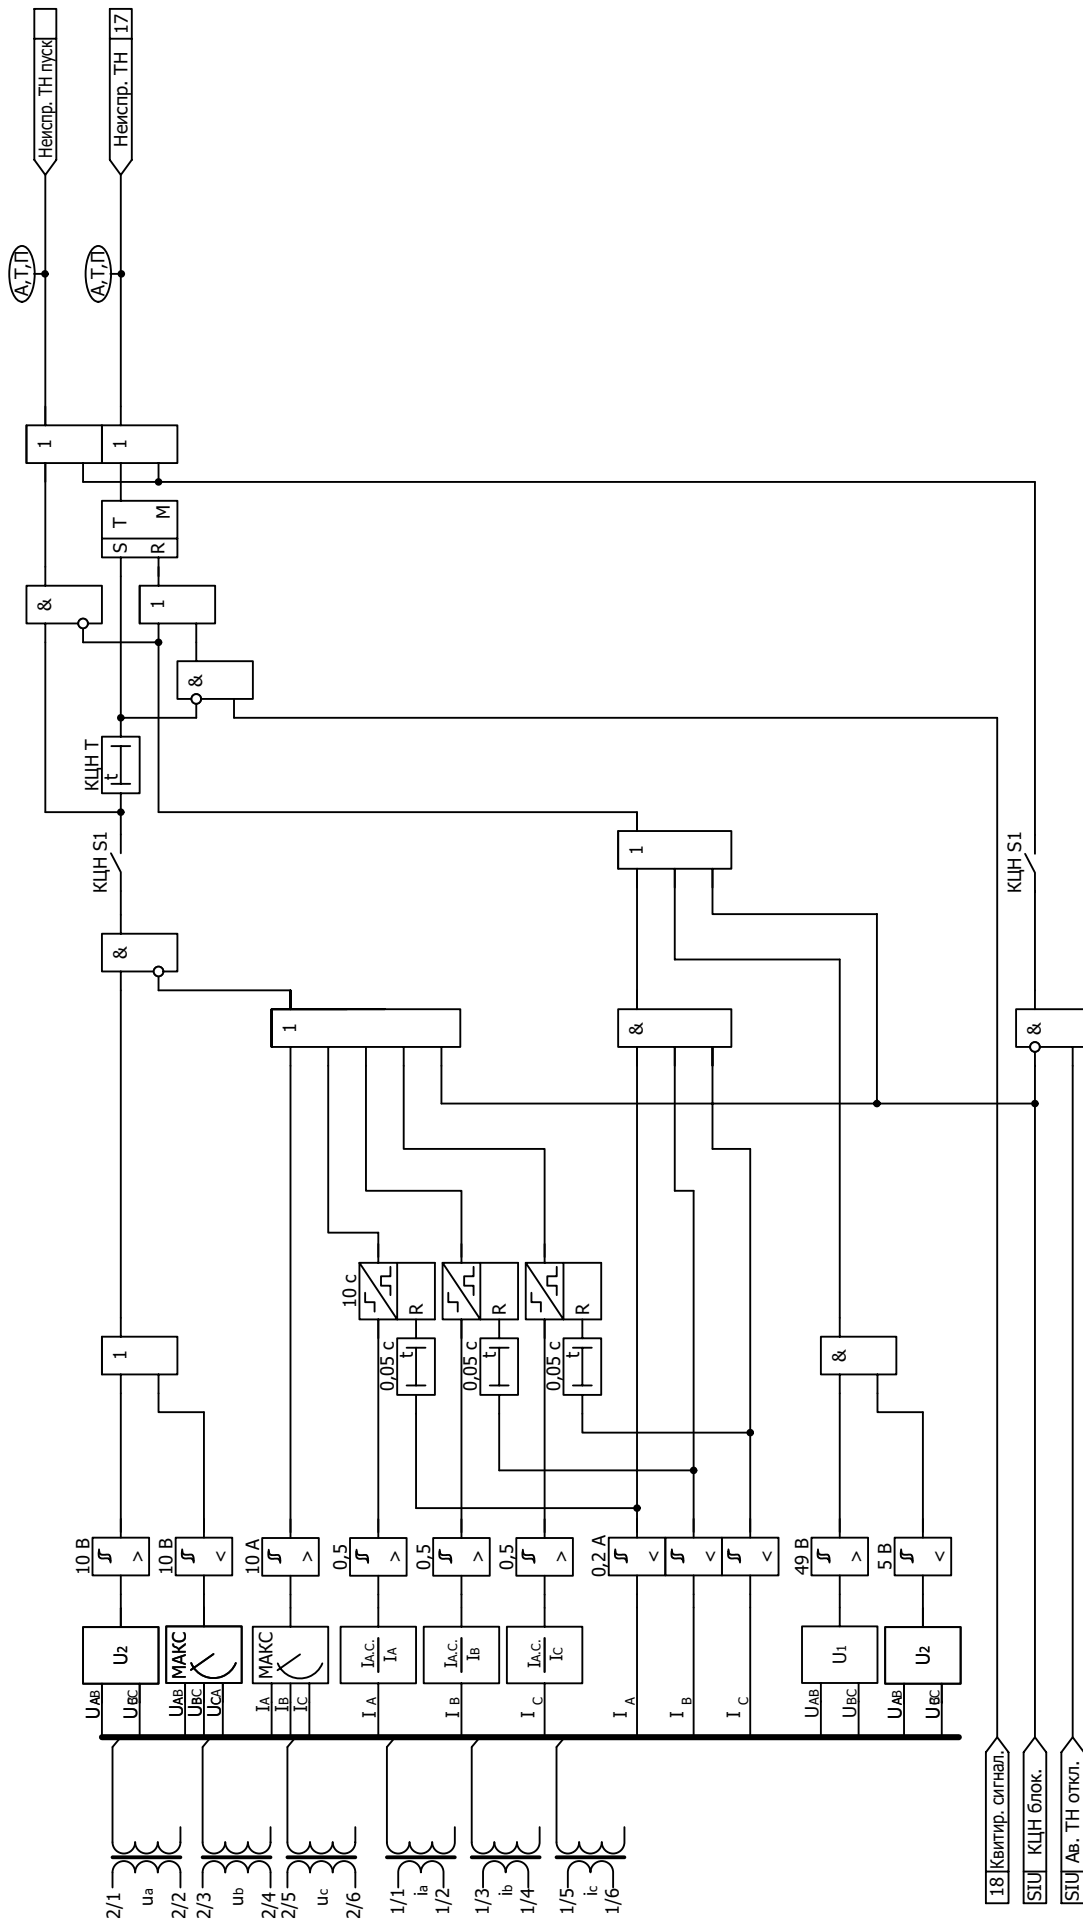 Неиспр. ТН пуск
Неиспр. ТН 17
А,Т,П
А,Т,П
1
1
S T
R M
&
1
&
КЦН Т
t
КЦН S1
&
1
1
КЦН S1
&
&
10 с
R
R
R
0,05 с
t
0,05 с
t
0,05 с
t
1
&
10 В
>
10 В
<
10 А
>
0,5
>
0,5
>
0,5
>
0,2 А
<
<
<
49 В
>
5 В
<
U2
МАКС
МАКС
IA.C.
IA
IA.C.
IB
IA.C.
IC
U1
U2
UAB
UBC
UAB
UBC
UCA
IA
IB
IC
I A
I B
I C
I A
I B
I C
UAB
UBC
UAB
UBC
2/1
ua
2/2
2/3
ub
2/4
2/5
uc
2/6
1/1
ia
1/2
1/3
ib
1/4
1/5
ic
1/6
18 Квитир. сигнал.
SIU КЦН блок.
SIU Ав. ТН откл.